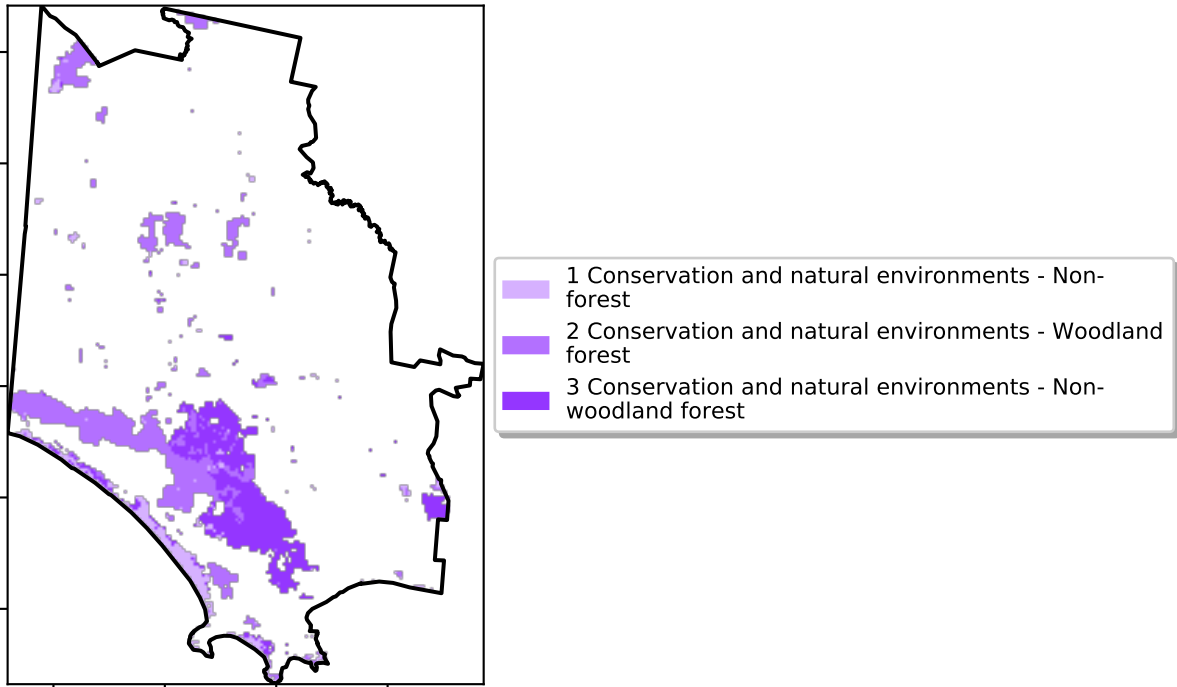 1 Conservation and natural environments - Non-
forest
2 Conservation and natural environments - Woodland
forest
3 Conservation and natural environments - Non-
woodland forest